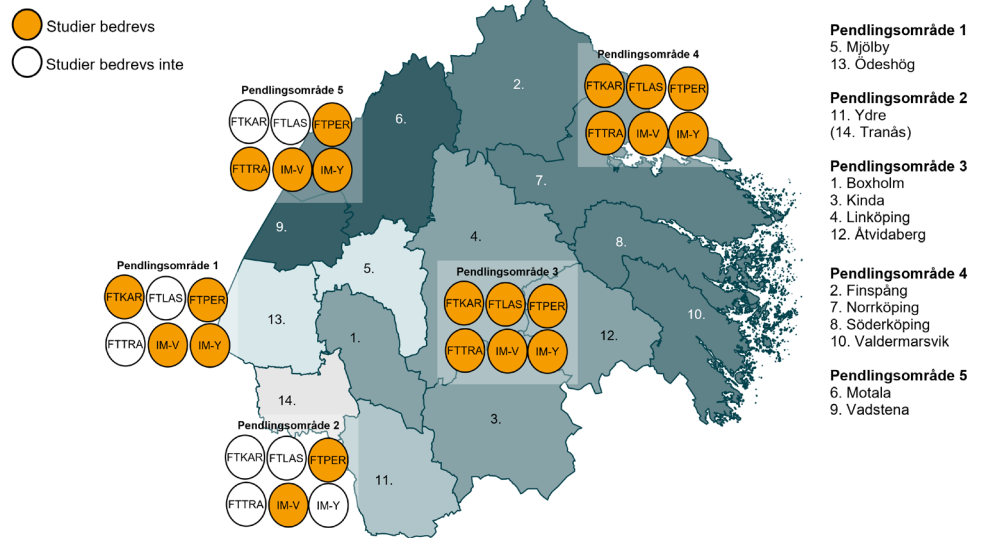 Studier bedrevs
Studier bedrevs inte
Pendlingsområde 5
FTKAR FTLAS FTPER
FTTRA IM-V IM-Y
Pendlingsområde 4
FTKAR FTLAS FTPER
FTTRA IM-V IM-Y
Pendlingsområde 1
FTKAR FTLAS FTPER
FTTRA IM-V IM-Y
Pendlingsområde 3
FTKAR FTLAS FTPER
FTTRA IM-V IM-Y
Pendlingsområde 2
FTKAR FTLAS FTPER
FTTRA IM-V IM-Y
2.
6.
7.
9.
4.
8.
5.
13.
10.
1.
12.
14.
3.
11.
Pendlingsområde 1
5. Mjölby
13. Ödeshög
Pendlingsområde 2
11. Ydre
(14. Tranås)
Pendlingsområde 3
1. Boxholm
3. Kinda
4. Linköping
12. Åtvidaberg
Pendlingsområde 4
2. Finspång
7. Norrköping
8. Söderköping
10. Valdermarsvik
Pendlingsområde 5
6. Motala
9. Vadstena